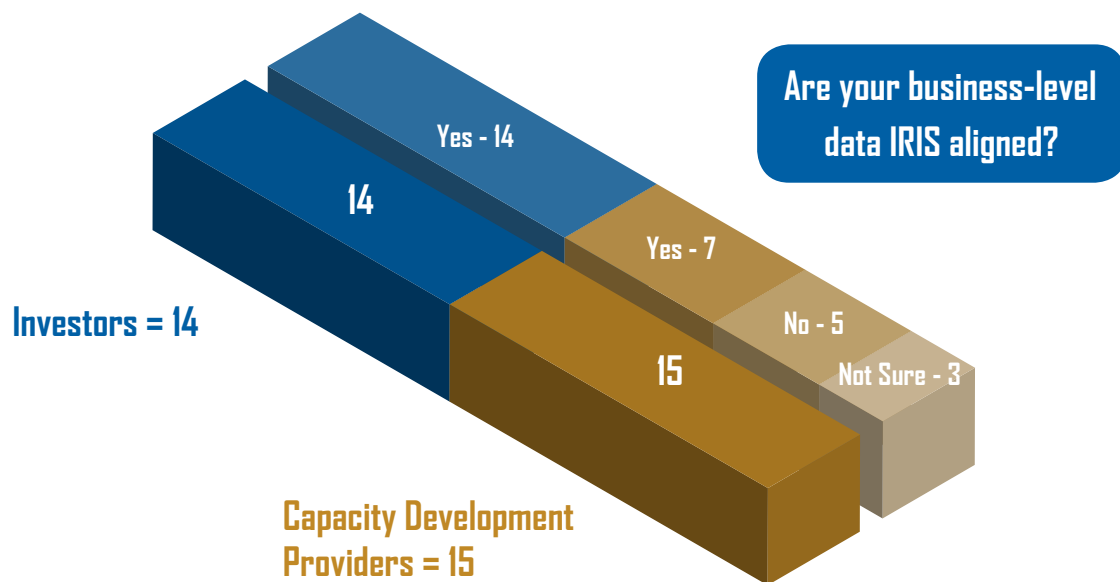 Are your business-level
data IRIS aligned?
Yes - 14
14
Yes - 7
Investors = 14
No - 5
15
Not Sure - 3
Capacity Development
Providers = 15